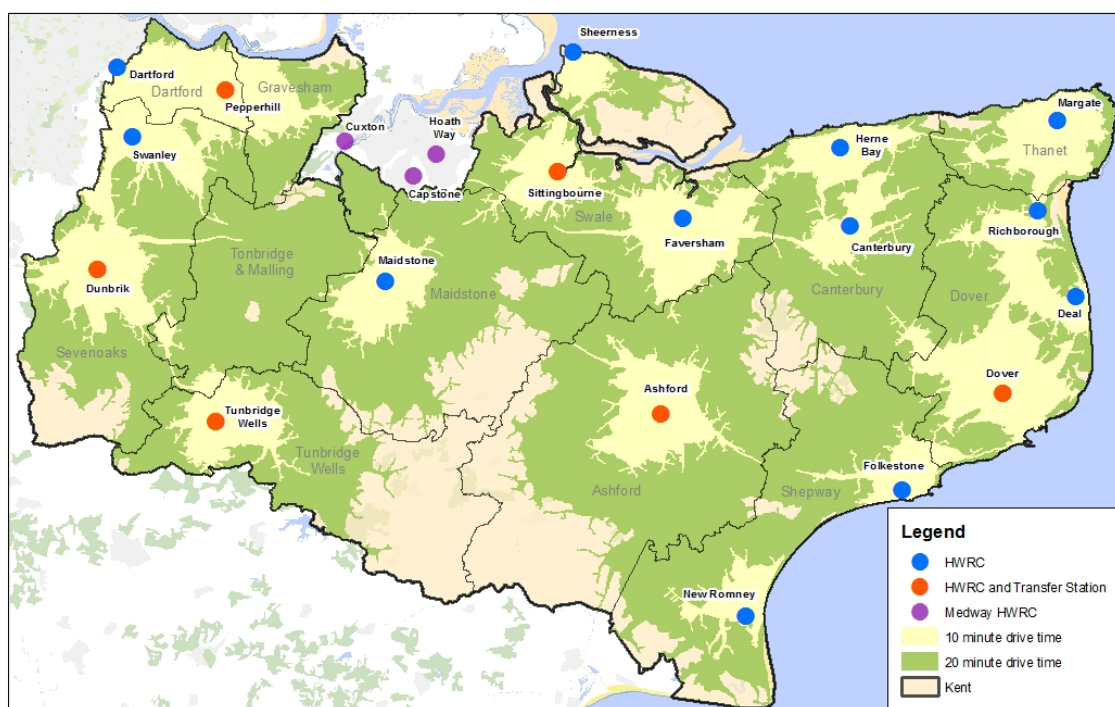 Sheerness
Dartford
Dartford
Gravesham
Pepperhill
Margate
Cuxton
Hoath
Way
Herne
Bay
Swanley
Thanet
Capstone
Sittingbourne
Swale
Richborough
Faversham
Canterbury
Tonbridge
& Malling
Maidstone
Maidstone
Dunbrik
Canterbury
Dover
Deal
Sevenoaks
Ashford
Dover
Tunbridge
Wells
Tunbridge
Wells
Folkestone
Ashford
Shepway
New Romney
Legend
HWRC
HWRC and Transfer Station
Medway HWRC
10 minute drive time
20 minute drive time
Kent